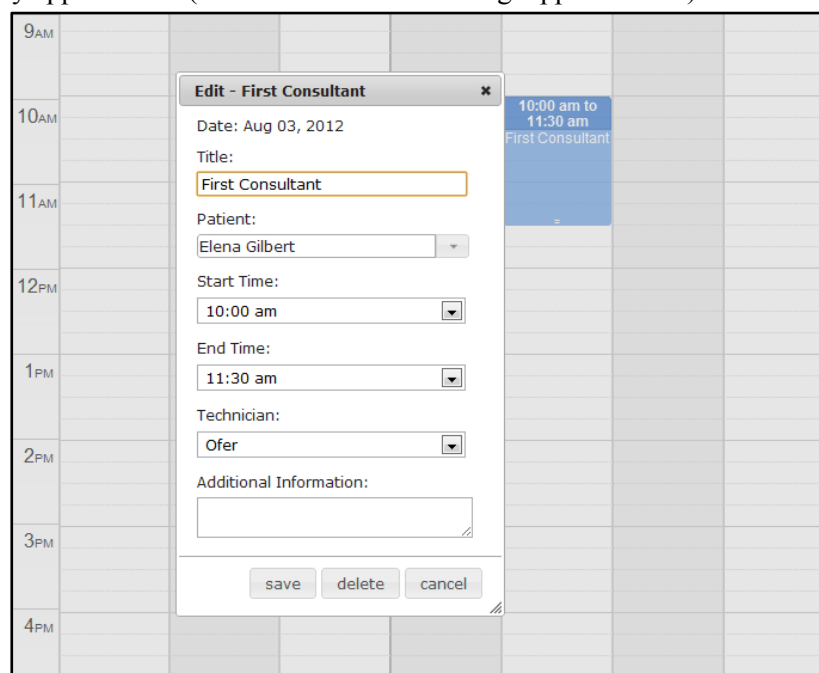 9AM
10AM
11AM
12PM
1PM
2PM
3PM
4PM
Edit - First Consultant
Date: Aug 03, 2012
Title:
First Consultant
Patient:
Elena Gilbert
Start Time:
10:00 am
End Time:
11:30 am
Technician:
Ofer
Additional Information:
save delete cancel
10:00 am to
11:30 am
First Consultant